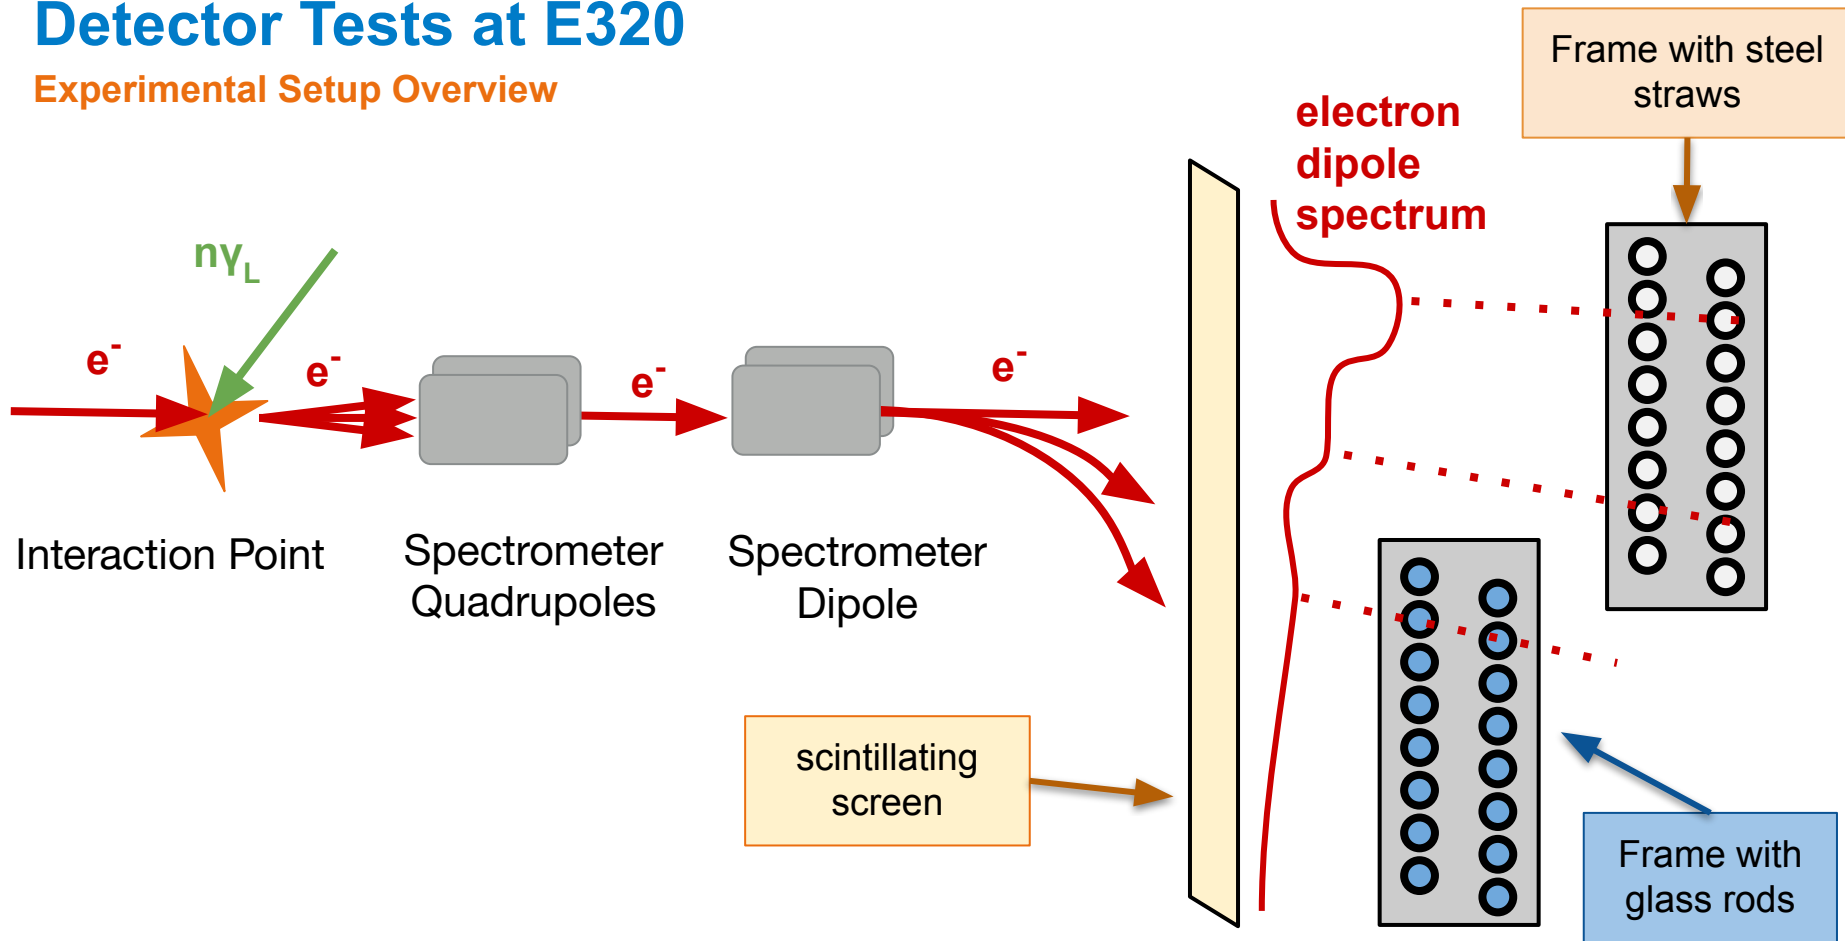 Detector Tests at E320
Experimental Setup Overview
Frame with steel
straws
electron
dipole
spectrum
nγL
e-
e-
e-
e-
Interaction Point
Spectrometer
Quadrupoles
Spectrometer
Dipole
scintillating
screen
Frame with
glass rods